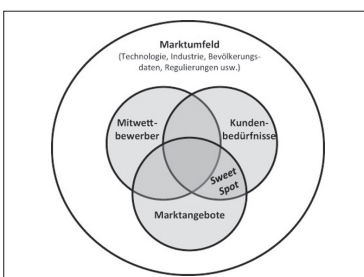 Marktumfeld
(Technologie, Industrie, Bevölkerungs-
daten, Regulierungen usw.)
Mitwett-
bewerber
Kunden-
bedürfnisse
Sweet
Spot
Marktangebote